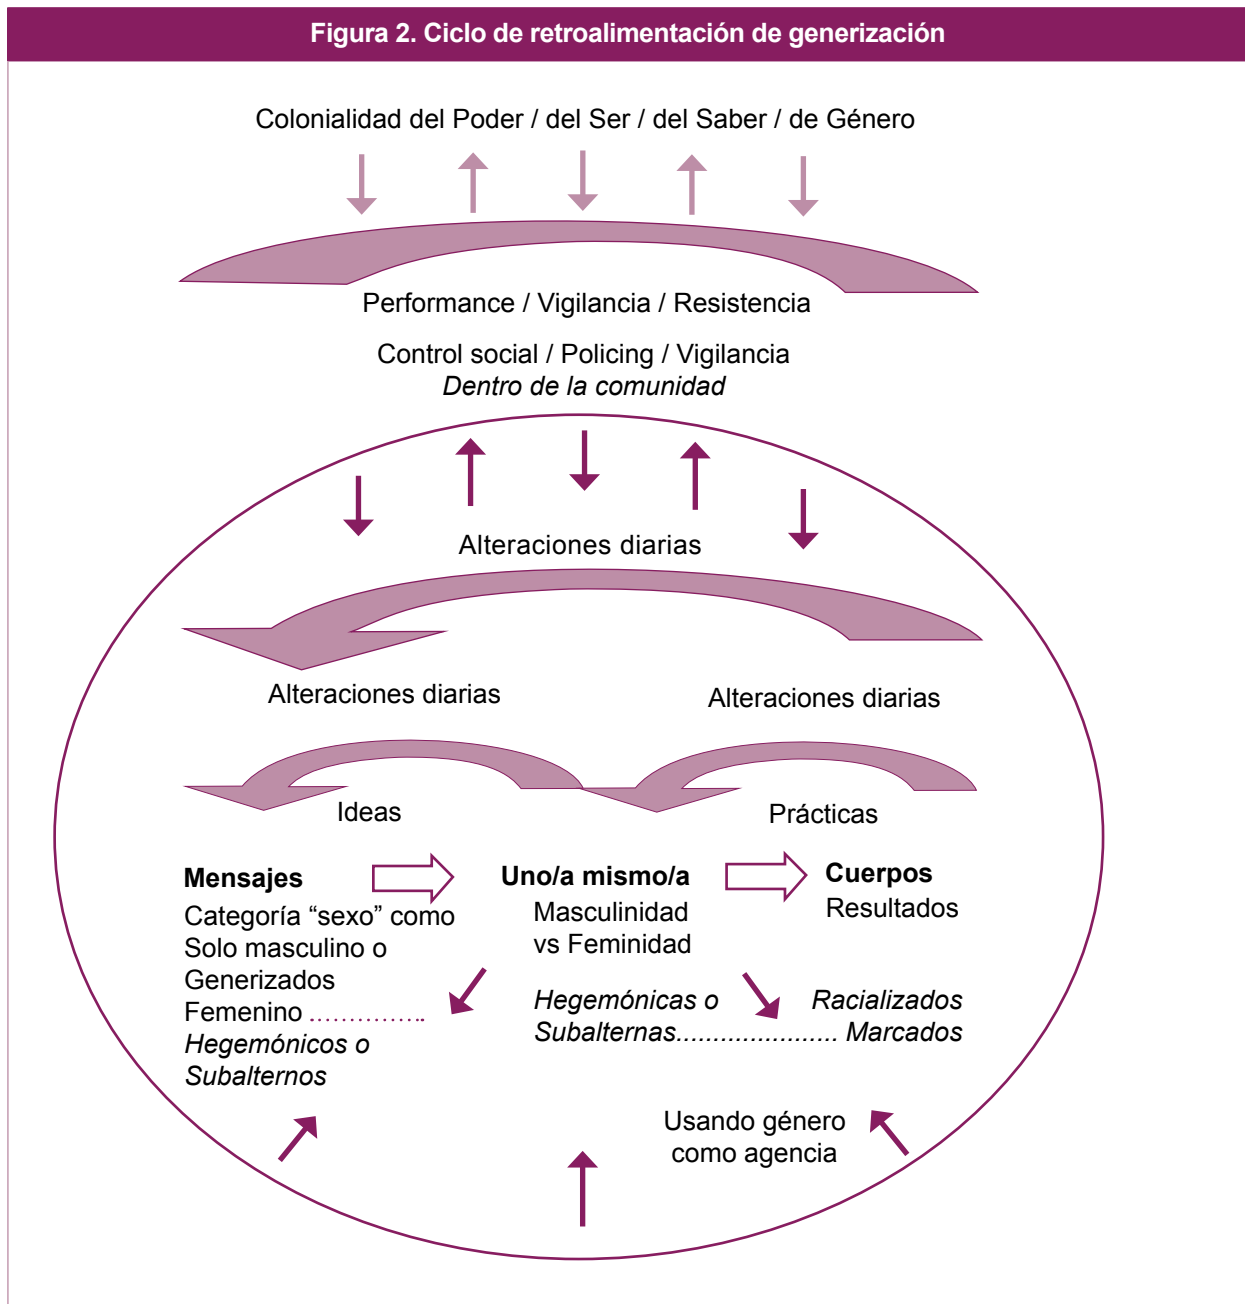 Figura 2. Ciclo de retroalimentación de generización
Colonialidad del Poder / del Ser / del Saber / de Género
Performance / Vigilancia / Resistencia
Control social / Policing / Vigilancia
Dentro de la comunidad
Alteraciones diarias
Alteraciones diarias
Alteraciones diarias
Ideas
Prácticas
Mensajes
Categoría “sexo” como
Solo masculino o
Generizados
Femenino ..............
Hegemónicos o
Subalternos
Uno/a mismo/a
Masculinidad
vs Feminidad
Hegemónicas o
Subalternas......................
Cuerpos
Resultados
Racializados
Marcados
Usando género
como agencia